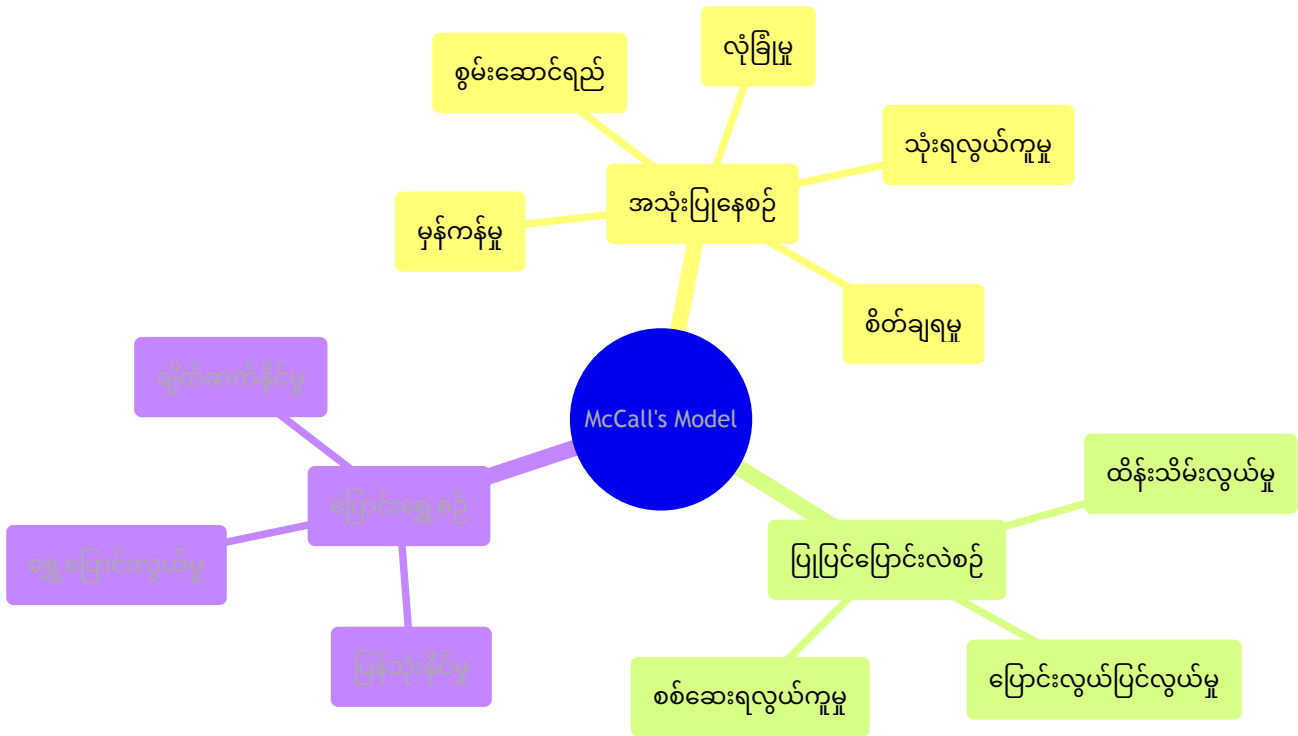 လုံခြုံမှု
စွမ်းဆောင်ရည်
သုံးရလွယ်ကူမှု
အသုံးပြုနေစဉ်
မှန်ကန်မှု
စိတ်ချရမှု
McCall's Model
ချိတ်ဆက်နိုင်မှု
ပြောင်းရွှေ့စဉ်
ရွှေ့ပြောင်းလွယ်မှု
ပြန်သုံးနိုင်မှု
ထိန်းသိမ်းလွယ်မှု
ပြုပြင်ပြောင်းလဲစဉ်
စစ်ဆေးရလွယ်ကူမှု
ပြောင်းလွယ်ပြင်လွယ်မှု